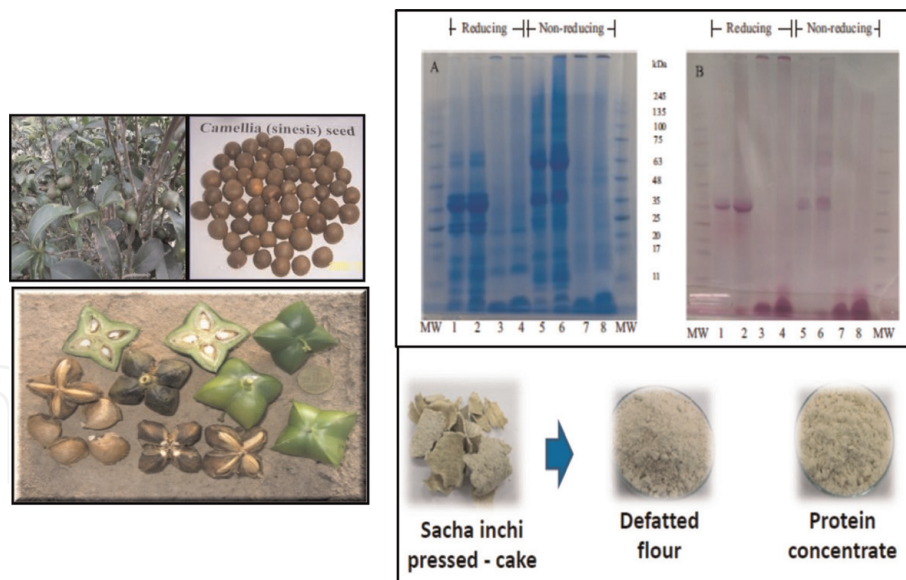 Camellia (sinesis) seed
Reducing Non-reducing
Reducing Non-reducing
A
kDa
B
245
135
100
75
63
48
35
25
20
17
11
MW 1 2 3 4 5 6 7 8 MW
MW 1 2 3 4 5 6 7 8 MW
Sacha inchi
pressed - cake
Defatted
flour
Protein
concentrate